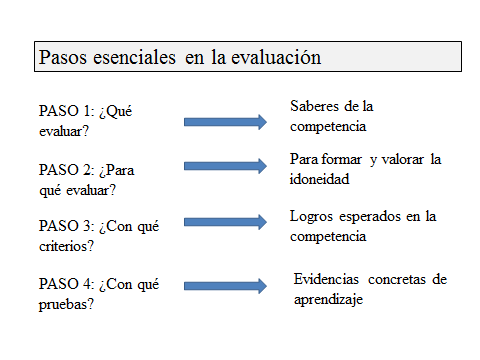 Pasos esenciales en la evaluación
PASO 1: ¿Qué
evaluar?
Saberes de la
competencia
PASO 2: ¿Para
qué evaluar?
Para formar y valorar la
idoneidad
PASO 3: ¿Con qué
criterios?
Logros esperados en la
competencia
PASO 4: ¿Con qué
pruebas?
Evidencias concretas de
aprendizaje